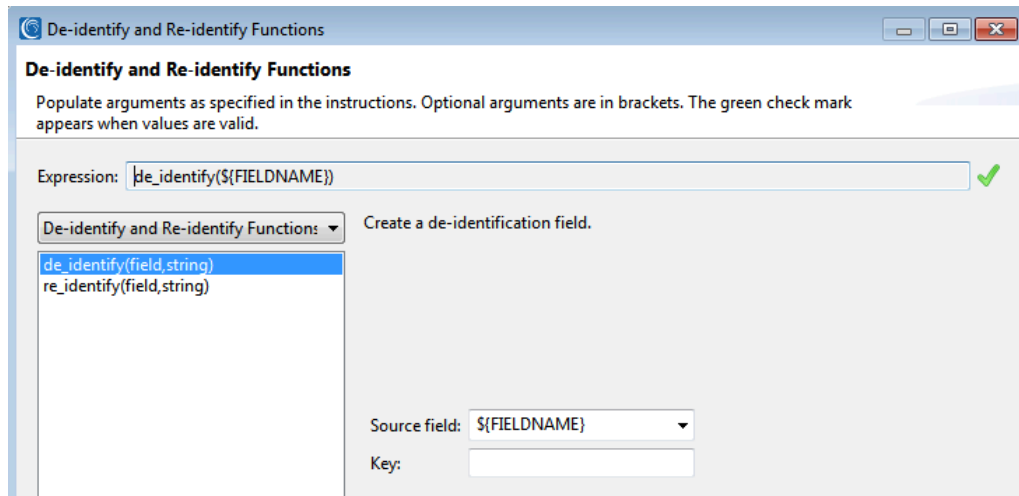 De-identify and Re-identify Functions
De-identify and Re-identify Functions
Populate arguments as specified in the instructions. Optional arguments are in brackets. The green check mark
appears when values are valid.
Expression: de_identify(${FIELDNAME})
De-identify and Re-identify Functions
Create a de-identification field.
de_identify(field,string)
re_identify(field,string)
Source field: ${FIELDNAME}
Key: